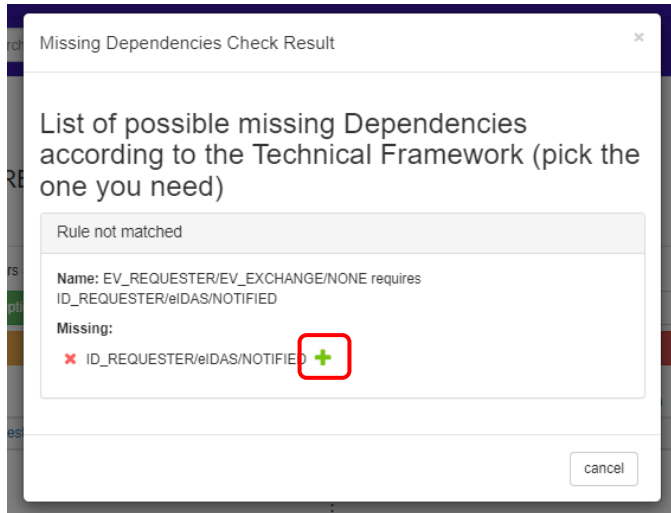 Missing Dependencies Check Result ×
List of possible missing Dependencies
according to the Technical Framework (pick the
one you need)
Rule not matched
Name: EV_REQUESTER/EV_EXCHANGE/NONE requires
ID_REQUESTER/eIDAS/NOTIFIED
Missing:
ID_REQUESTER/eIDAS/NOTIFIED
cancel